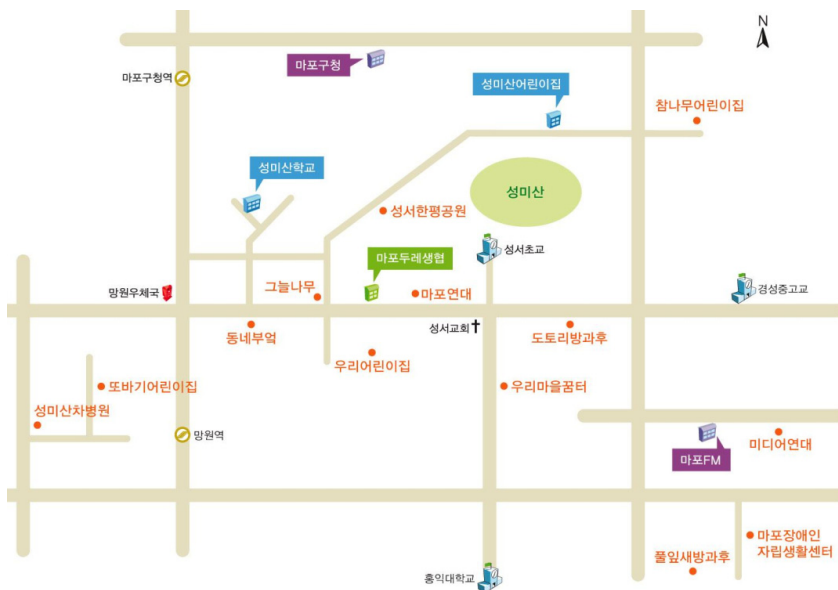 N
마포구청
마포구청역
성미산어린이집
참나무어린이집
성미산학교
성미산
성서한평공원
성서초교
마포두레생협
망원우체국
그늘나무
마포연대
경성중고교
동네부엌
성서교회
도토리방과후
우리어린이집
또바기어린이집
우리마을꿈터
성미산차병원
망원역
미디어연대
마포FM
마포장애인
자립생활센터
풀잎새방과후
홍익대학교